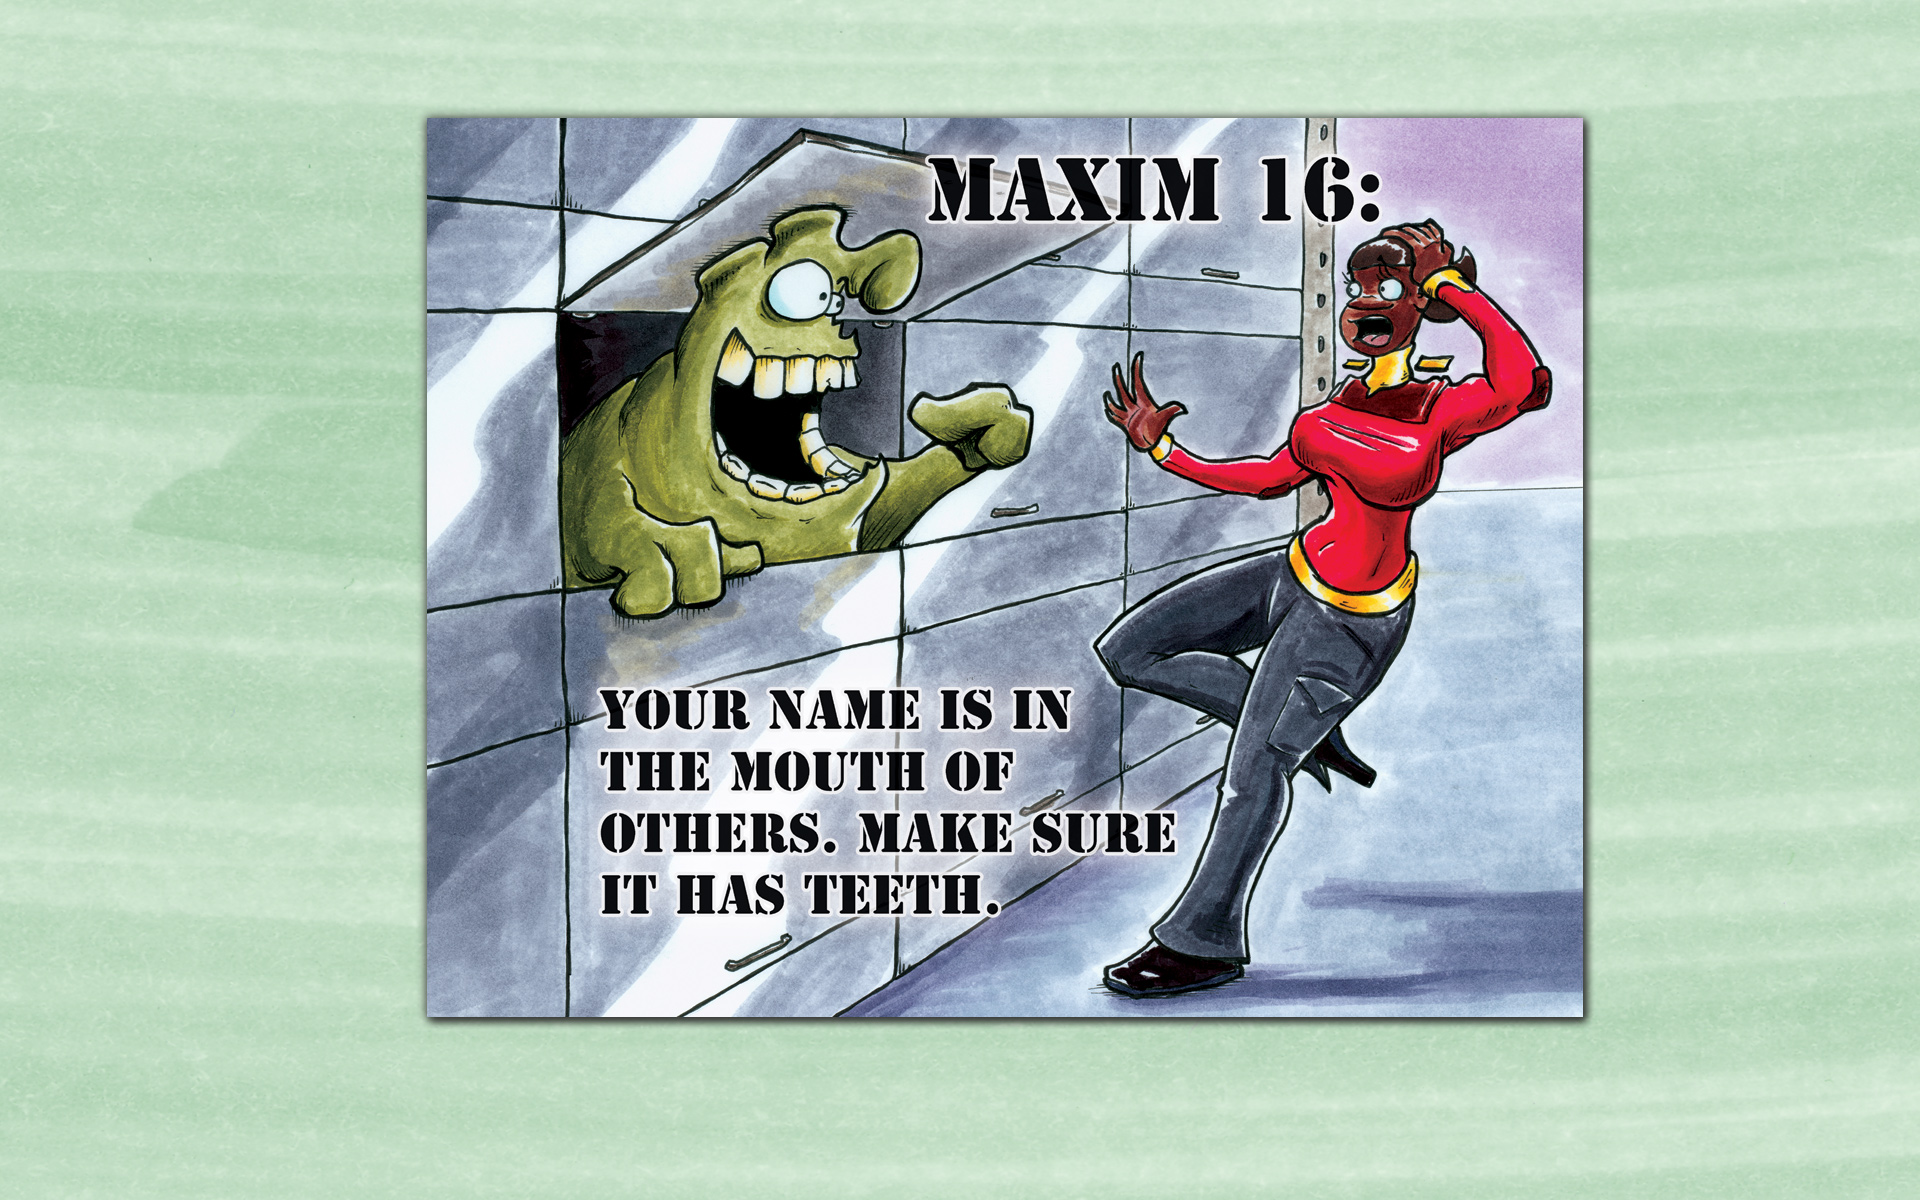 MAXIM 16:
YOUR NAME IS IN
THE MOUTH OF
OTHERS. MAKE SURE
IT HAS TEETH.